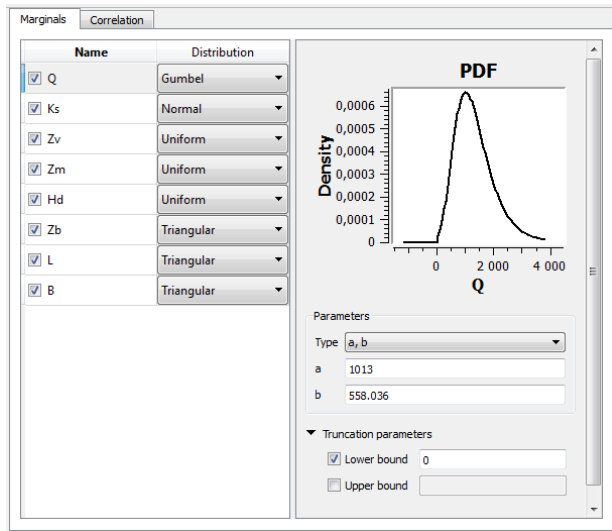 Marginals Correlation
Name Distribution
Q Gumbel
Ks Normal
Zv Uniform
Zm Uniform
Hd Uniform
Zb Triangular
L Triangular
B Triangular
PDF
Density
0,0006
0,0005
0,0004
0,0003
0,0002
0,0001
0
0 2 000 4 000
Q
Parameters
Type a, b
a 1013
b 558.036
Truncation parameters
Lower bound 0
Upper bound